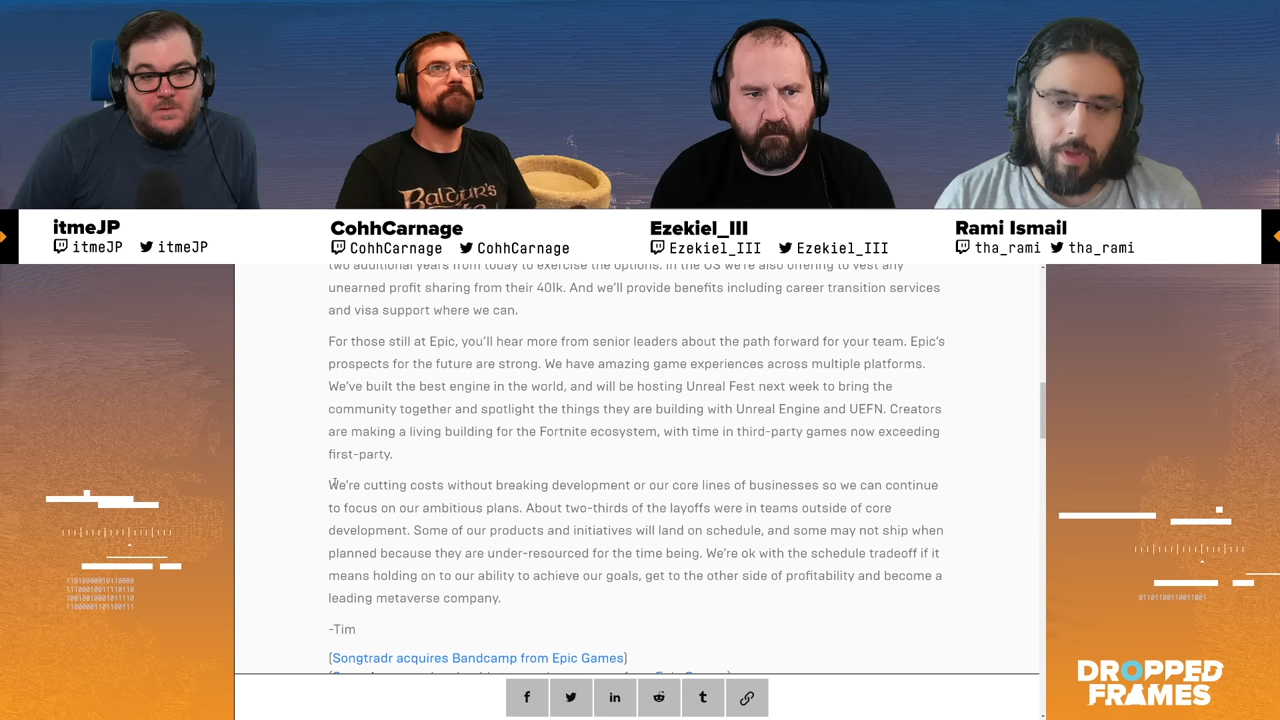 BALDUR'S
itmeJP
itmeJP itmeJP
CohhCarnage
CohhCarnage CohhCarnage
Ezekiel_III
Ezekiel_III Ezekiel_III
Rami Ismail
tha_rami tha_rami
two additional years from today to exercise the options. In the US we're also offering to vest any
unearned profit sharing from their 401k. And we'll provide benefits including career transition services
and visa support where we can.
For those still at Epic, you'll hear more from senior leaders about the path forward for your team. Epic's
prospects for the future are strong. We have amazing game experiences across multiple platforms.
We've built the best engine in the world, and will be hosting Unreal Fest next week to bring the
community together and spotlight the things they are building with Unreal Engine and UEFN. Creators
are making a living building for the Fortnite ecosystem, with time in third-party games now exceeding
first-party.
We're cutting costs without breaking development or our core lines of businesses so we can continue
to focus on our ambitious plans. About two-thirds of the layoffs were in teams outside of core
development. Some of our products and initiatives will land on schedule, and some may not ship when
planned because they are under-resourced for the time being. We're ok with the schedule tradeoff if it
means holding on to our ability to achieve our goals, get to the other side of profitability and become a
leading metaverse company.
-Tim
(Songtradr acquires Bandcamp from Epic Games)
DROPPED
FRAMES